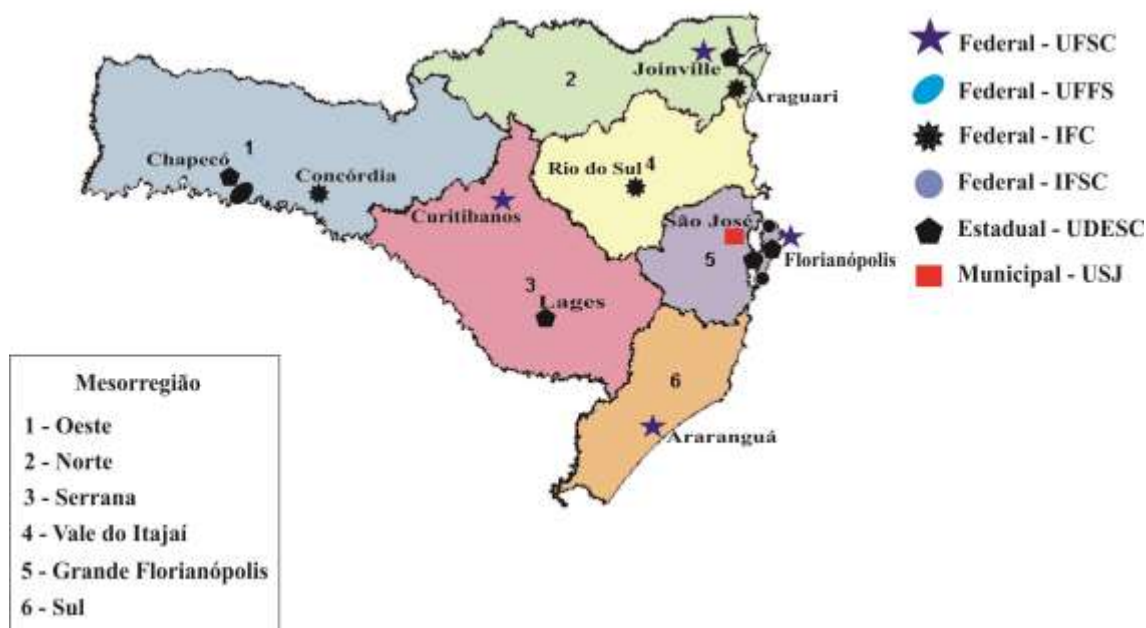 2
Joinville
Araguari
1
Chapecó
Concórdia
Rio do Sul
4
Curitibanos
São José
5
Florianópolis
3
Lages
6
Araranguá
Federal - UFSC
Federal - UFFS
Federal - IFC
Federal - IFSC
Estadual - UDESC
Municipal - USJ
Mesorregião
1 - Oeste
2 - Norte
3 - Serrana
4 - Vale do Itajaí
5 - Grande Florianópolis
6 - Sul